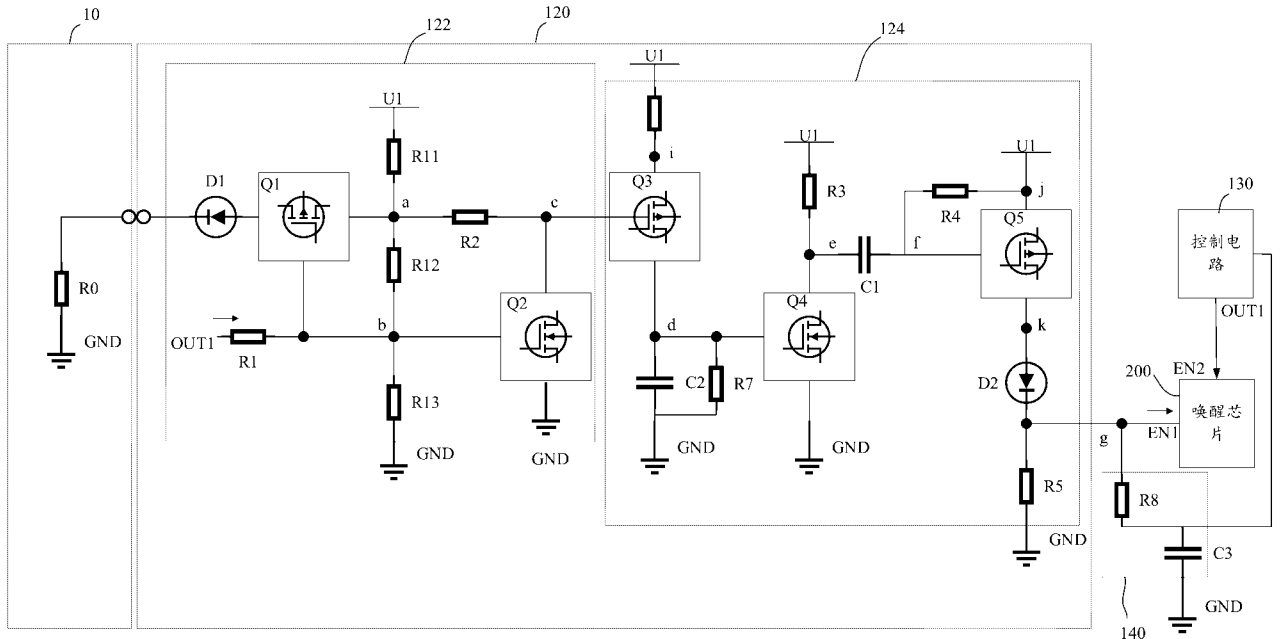 10
122
120
124
U1
U1
U1
U1
R11
i
Q3
D1
Q1
a
c
R2
R3
R4
j
Q5
130
控制电
路
R0
R12
e
f
C1
Q2
Q4
OUT1
GND
OUT1
R1
b
d
k
C2
R7
D2
200
EN2
唤醒芯
片
EN1
R13
GND
GND
GND
GND
g
R5
R8
GND
C3
GND
140